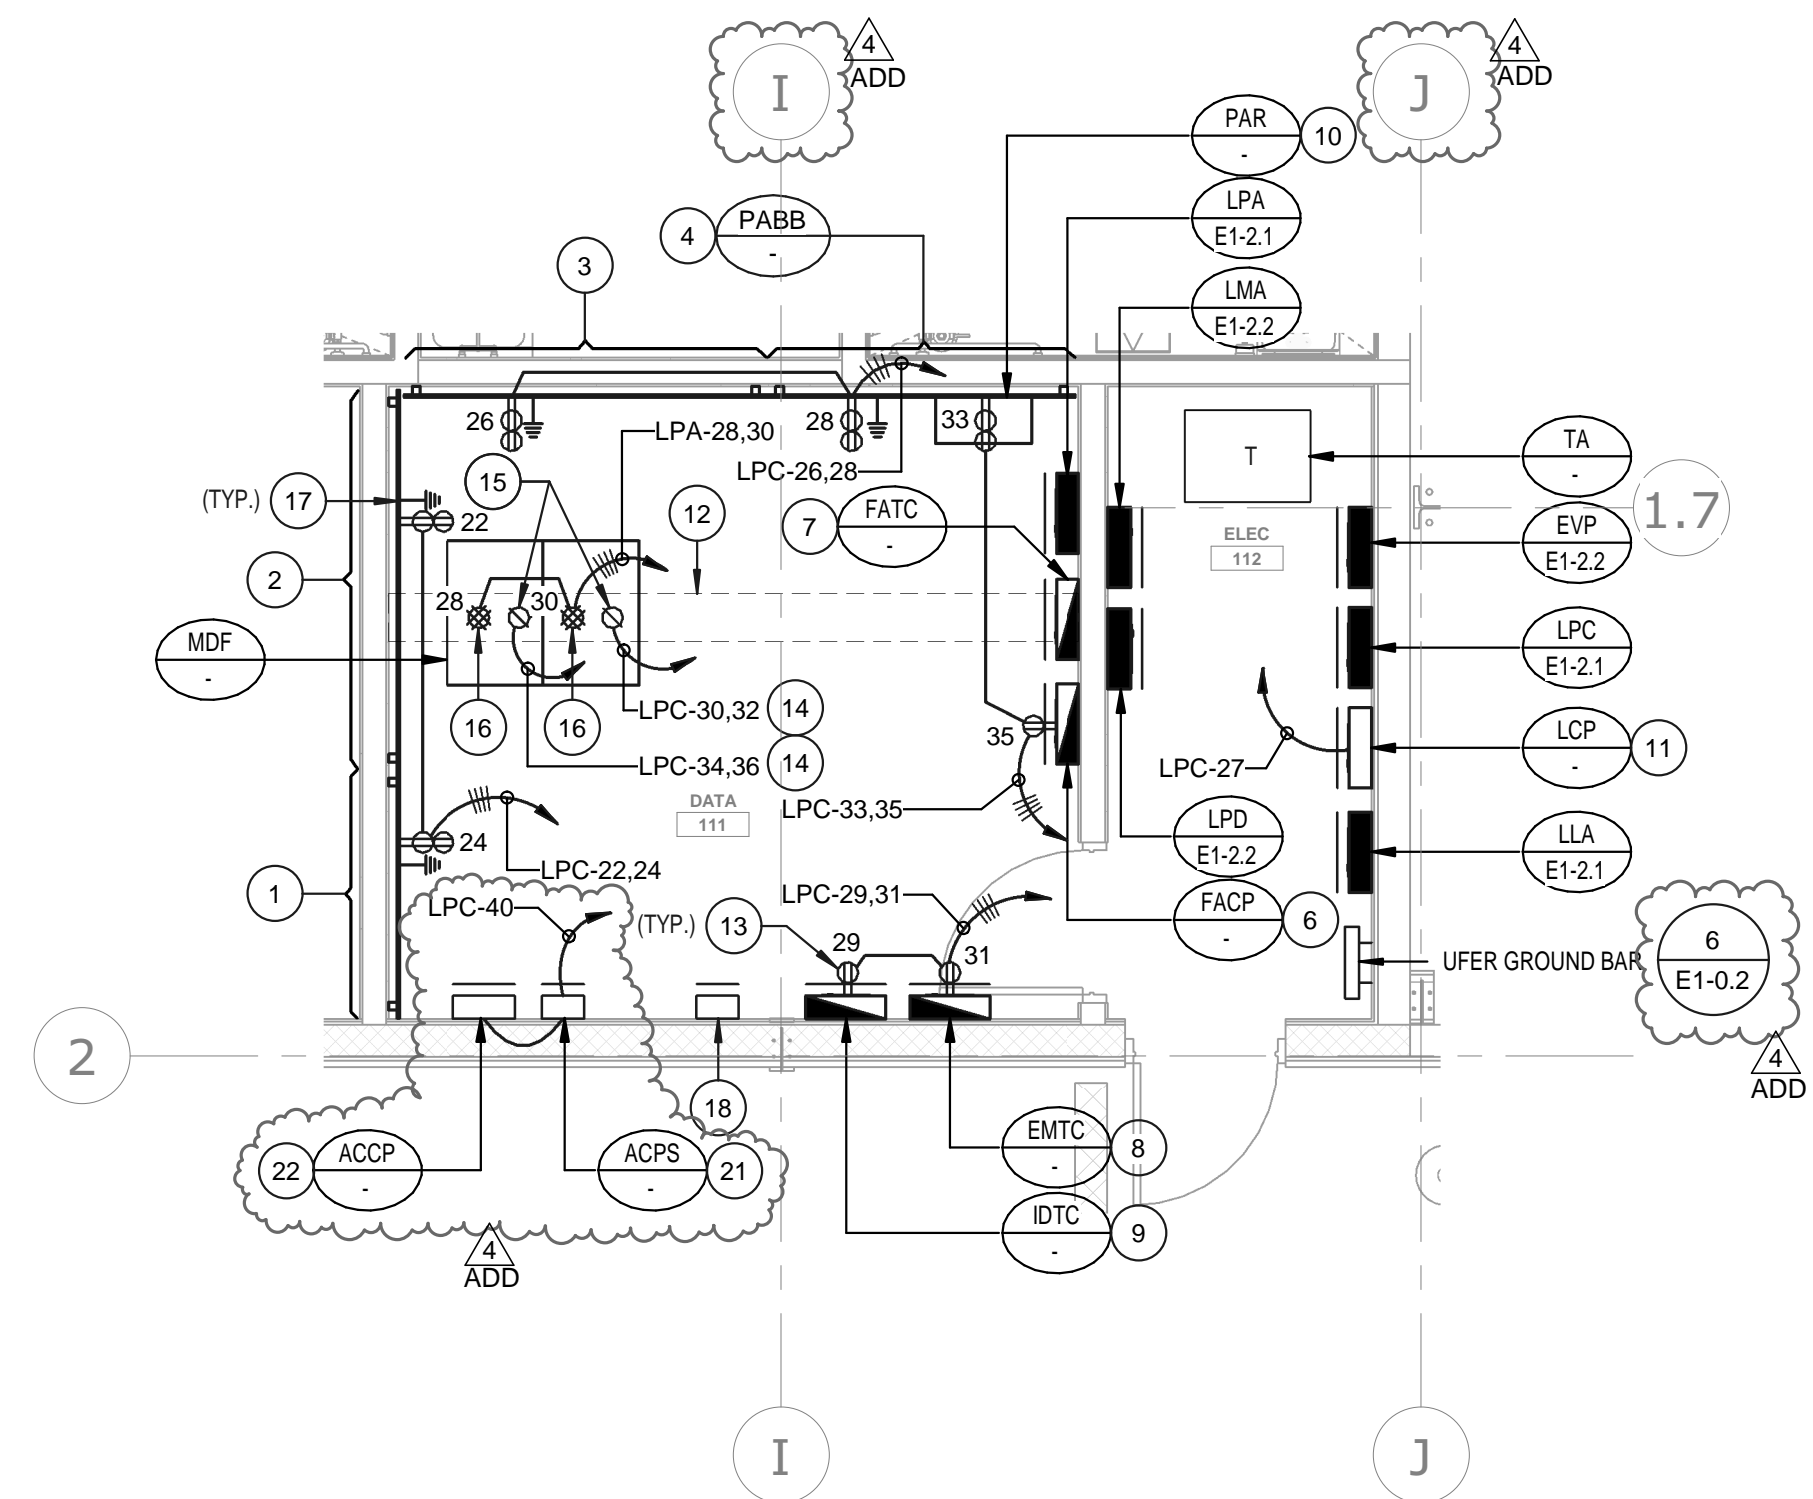 I
4
ADD
J
4
ADD
PAR
-
10
LPA
E1-2.1
4
PABB
-
3
LMA
E1-2.2
26
28
33
LPA-28,30
LPC-26,28
T
TA
-
15
(TYP.)
17
22
12
7
FATC
-
1.7
ELEC
112
EVP
E1-2.2
2
28
30
MDF
-
LPC
E1-2.1
16
16
LPC-30,32
14
35
LPC-34,36
14
LPC-27
LCP
-
11
DATA
111
LPC-33,35
24
LPD
E1-2.2
LLA
E1-2.1
LPC-22,24
1
LPC-40
LPC-29,31
(TYP.)
13
29
31
FACP
-
6
UFER GROUND BAR
6
E1-0.2
4
ADD
2
18
22
ACCP
-
ACPS
-
21
EMTC
-
8
IDTC
-
9
4
ADD
I
J